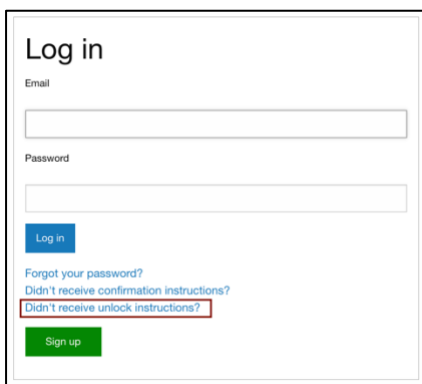 Log in
Email
Password
Log in
Forgot your password?
Didn't receive confirmation instructions?
Didn't receive unlock instructions?
Sign up